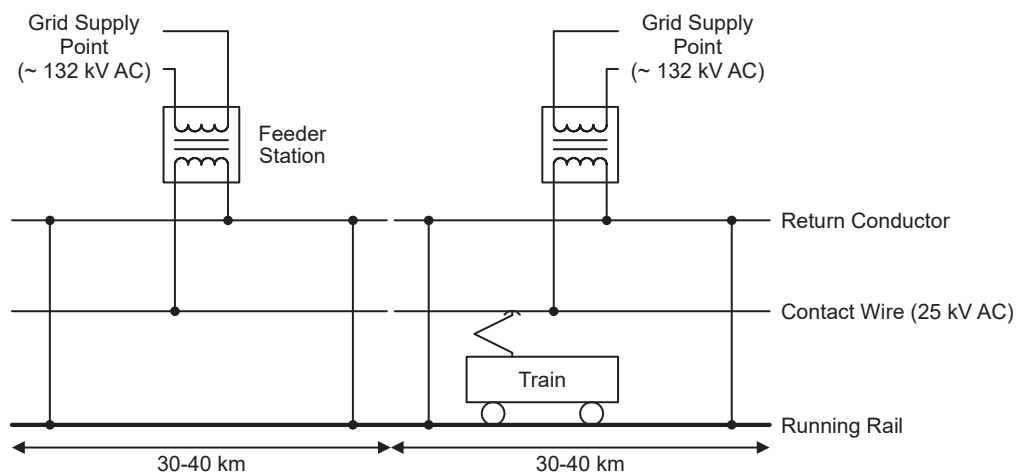 Grid Supply
Point
(~ 132 kV AC)
Grid Supply
Point
(~ 132 kV AC)
Feeder
Station
Return Conductor
Contact Wire (25 kV AC)
Train
Running Rail
30-40 km
30-40 km